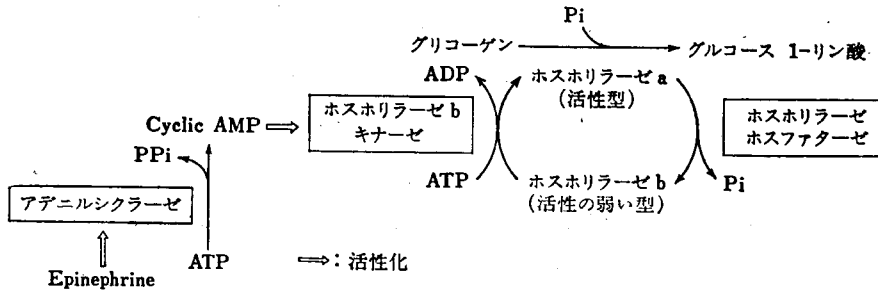 Pi
グリコーゲン
グルコース 1-リン酸
ADP
ホスホリラーゼ a
(活性型)
ホスホリラーゼ b
キナーゼ
ホスホリラーゼ
ホスファターゼ
Cyclic AMP
PPi
ATP
ホスホリラーゼ b
(活性の弱い型)
Pi
アデニルシクラーゼ
Epinephrine
ATP
⇒: 活性化